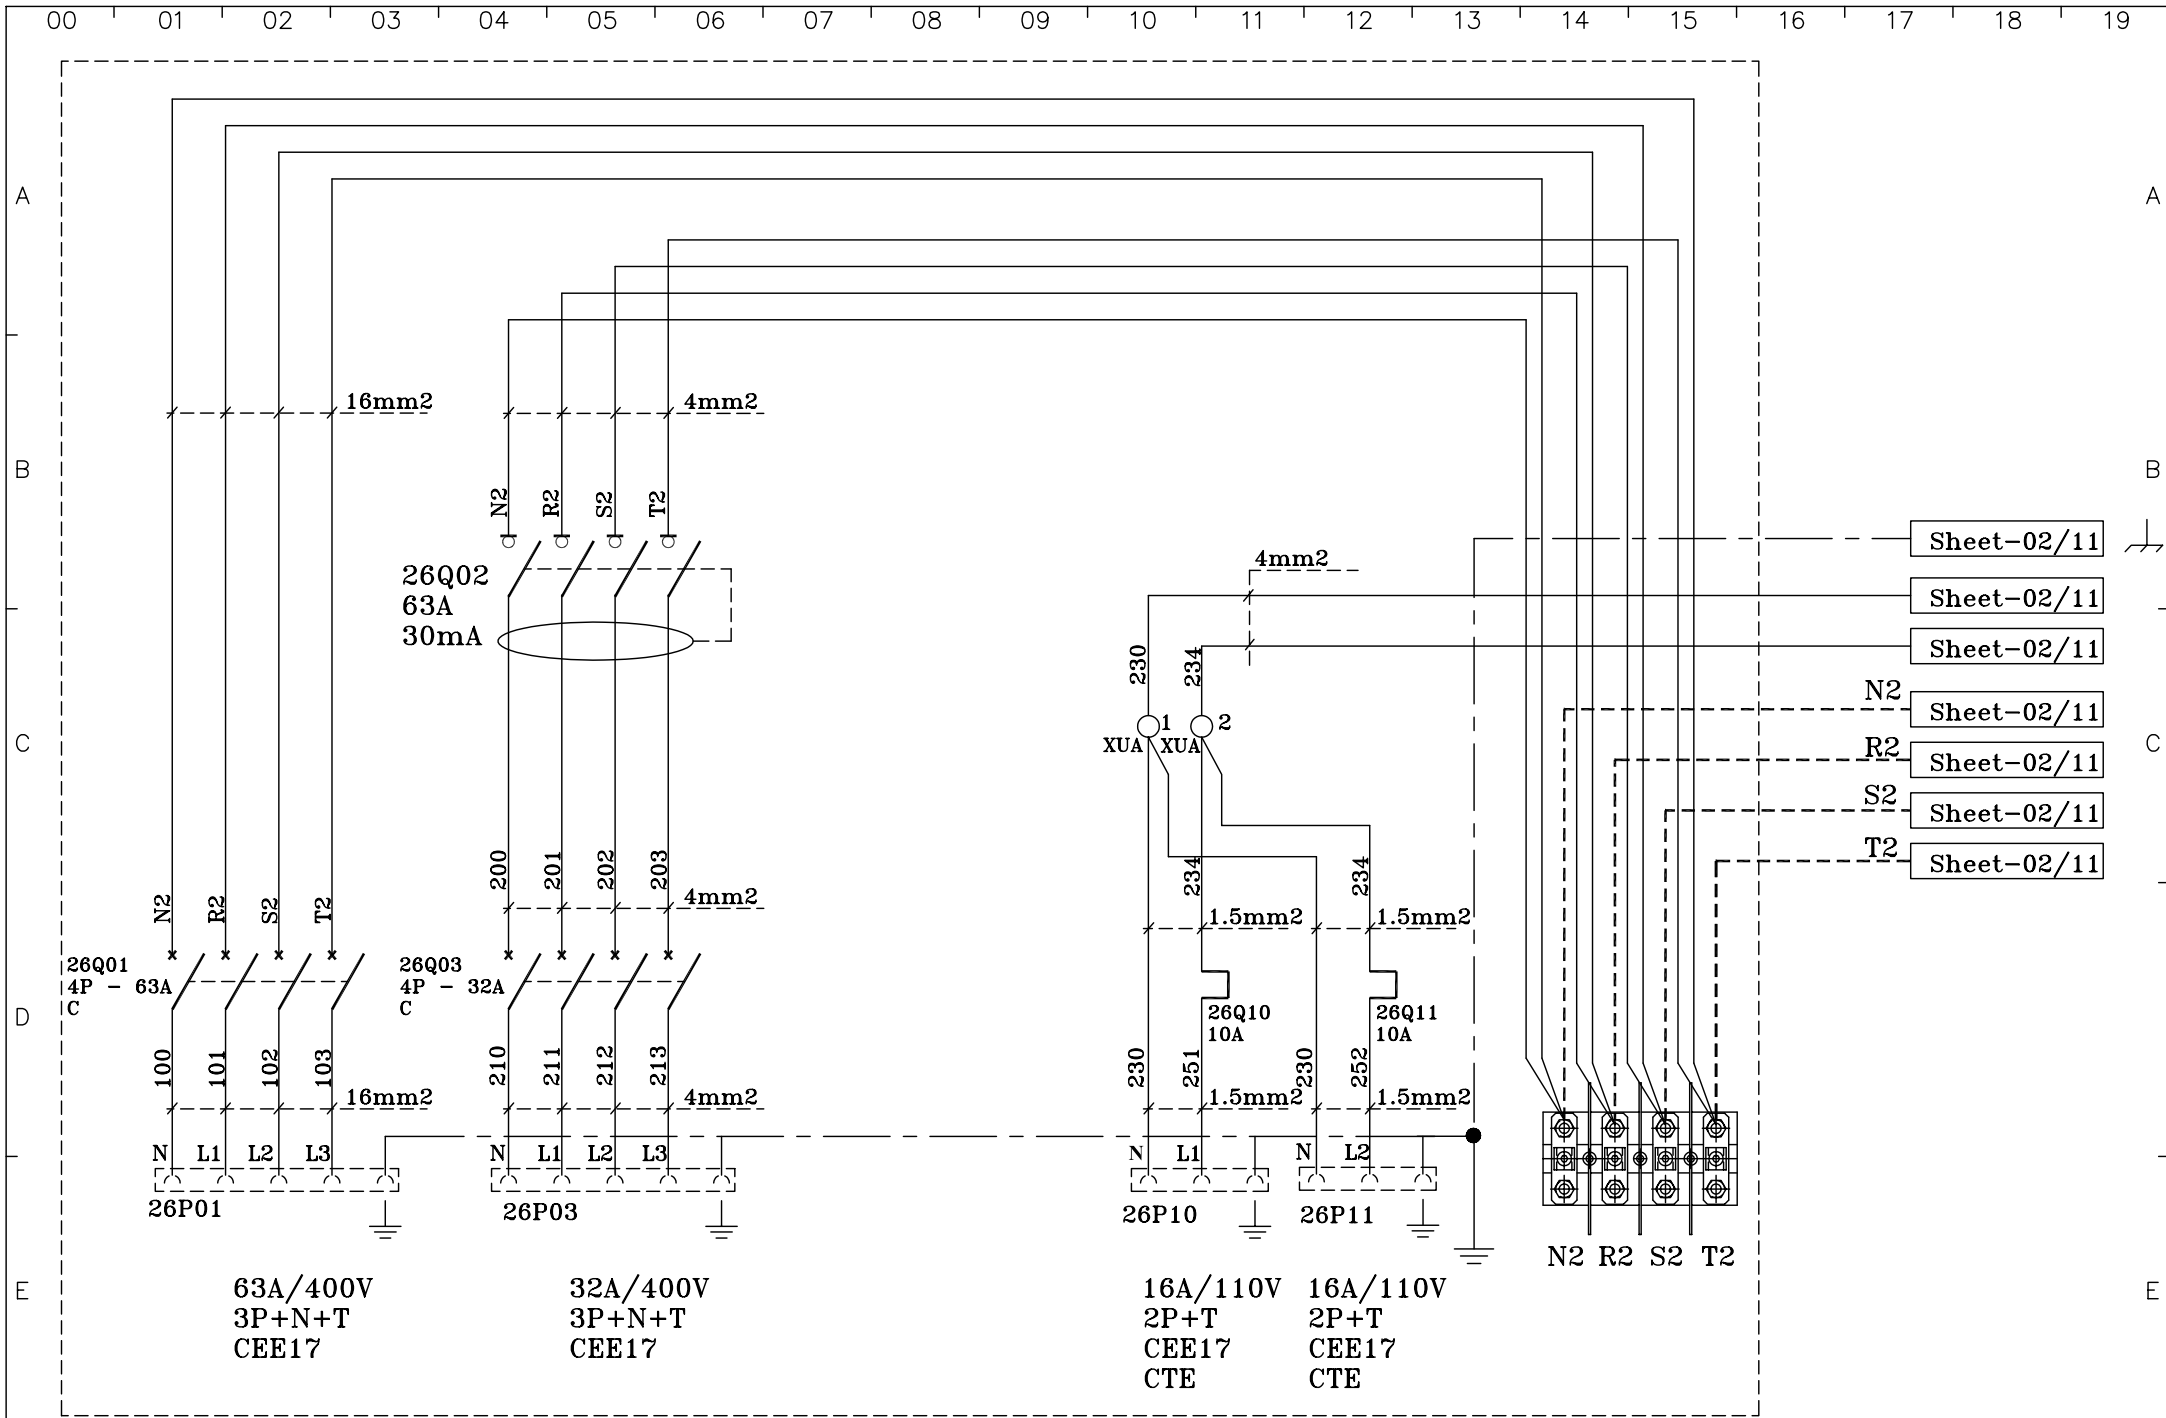 00 01 02 03 04 05 06 07 08 09 10 11 12 13 14 15 16 17 18 19
A A
16mm2 4mm2
B B
N2 R2 S2 T2
Sheet-02/11
4mm2
26Q02
63A
30mA
Sheet-02/11
Sheet-02/11
230 234
N2 Sheet-02/11
1 2
XUA XUA
C C
R2 Sheet-02/11
S2 Sheet-02/11
T2 Sheet-02/11
200 201 202 203 234 234
4mm2
N2 R2 S2 T2
1.5mm2 1.5mm2
26Q01
4P - 63A
C
26Q03
4P - 32A
C
D D
26Q10
10A
26Q11
10A
100 101 102 103 210 211 212 213 230 251 230 252
16mm2 4mm2 1.5mm2 1.5mm2
N L1 L2 L3 N L1 L2 L3 N L1 N L2
26P01 26P03 26P10 26P11
N2 R2 S2 T2
E E
63A/400V
3P+N+T
CEE17
32A/400V
3P+N+T
CEE17
16A/110V
2P+T
CEE17
CTE
16A/110V
2P+T
CEE17
CTE